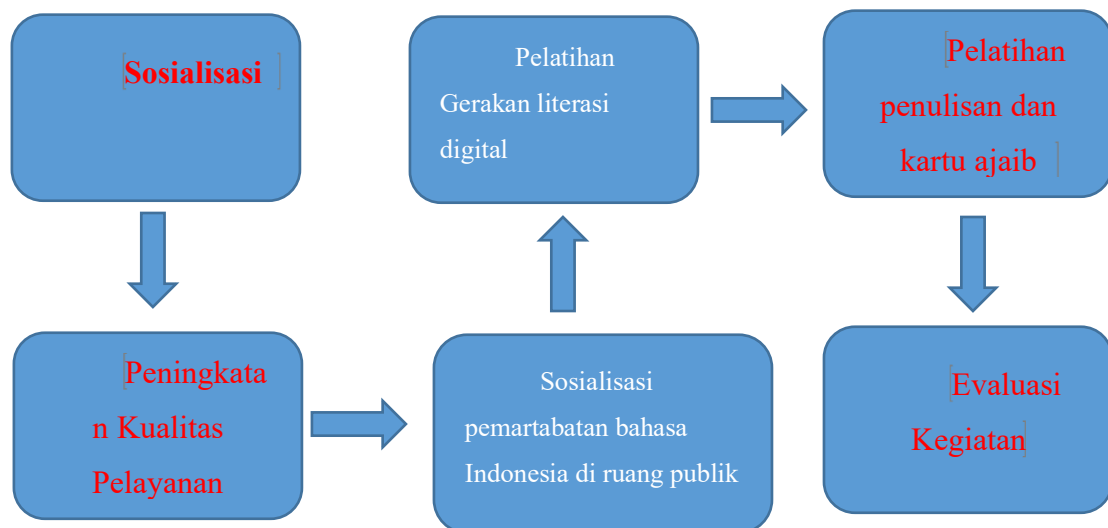 Sosialisasi
Peningkata
n Kualitas
Pelayanan
Sosialisasi
pemartabatan bahasa
Indonesia di ruang publik
Pelatihan
Gerakan literasi
digital
Pelatihan
penulisan dan
kartu ajaib
Evaluasi
Kegiatan